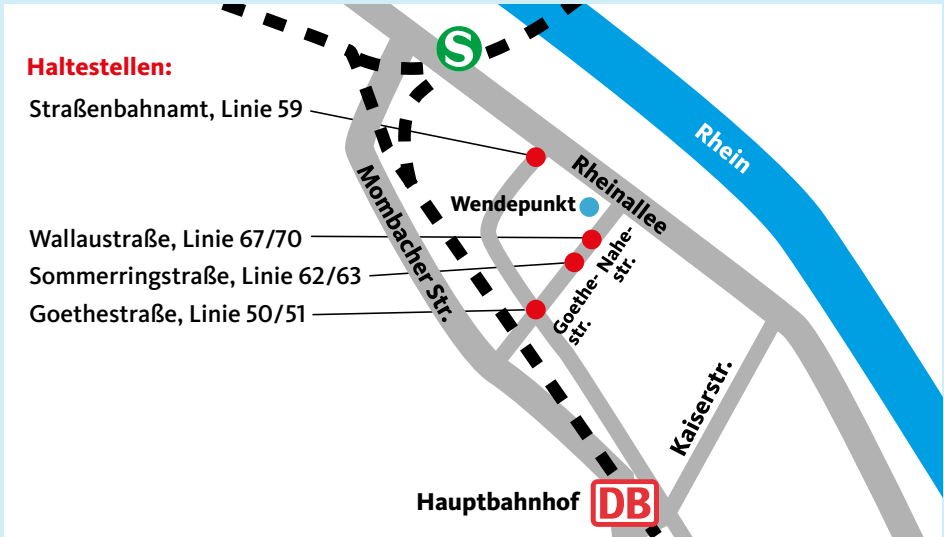 S
Haltestellen:
Straßenbahnamt, Linie 59
Rhein
Rheinallee
Mombacher Str.
Wendepunkt
Wallaustraße, Linie 67/70
Nahe-
str.
Sommerringstraße, Linie 62/63
Goethe-
str.
Goethestraße, Linie 50/51
Kaiserstr.
Hauptbahnhof
DB